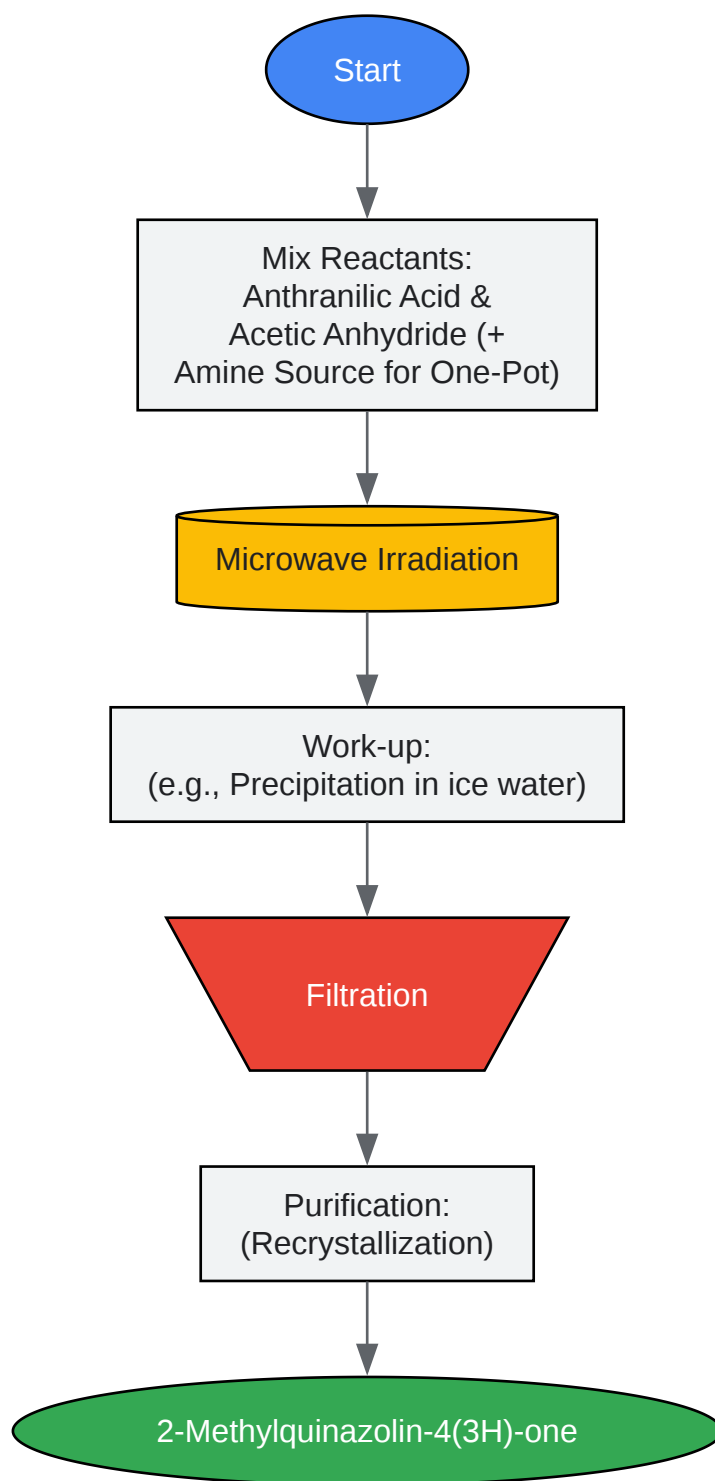 Start
Mix Reactants:
Anthranilic Acid &
Acetic Anhydride (+
Amine Source for One-Pot)
Microwave Irradiation
Work-up:
(e.g., Precipitation in ice water)
Filtration
Purification:
(Recrystallization)
2-Methylquinazolin-4(3H)-one